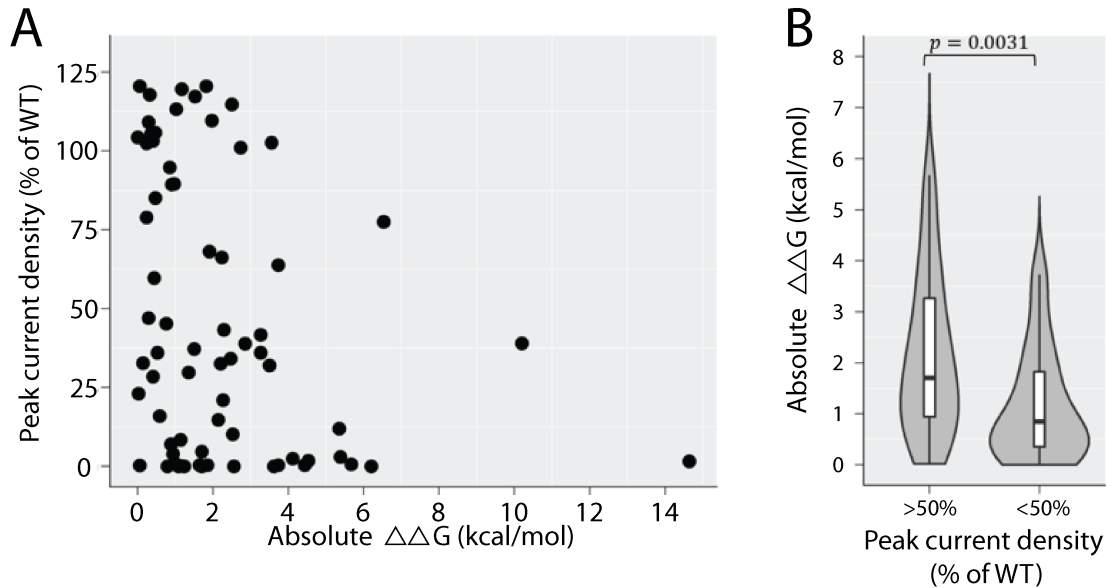 A
Peak current density (% of WT)
125
100
75
50
25
0
0 2 4 6 8 10 12 14
Absolute △△G (kcal/mol)
B
p = 0.0031
Absolute △△G (kcal/mol)
8
7
6
5
4
3
2
1
0
>50% <50%
Peak current density
(% of WT)